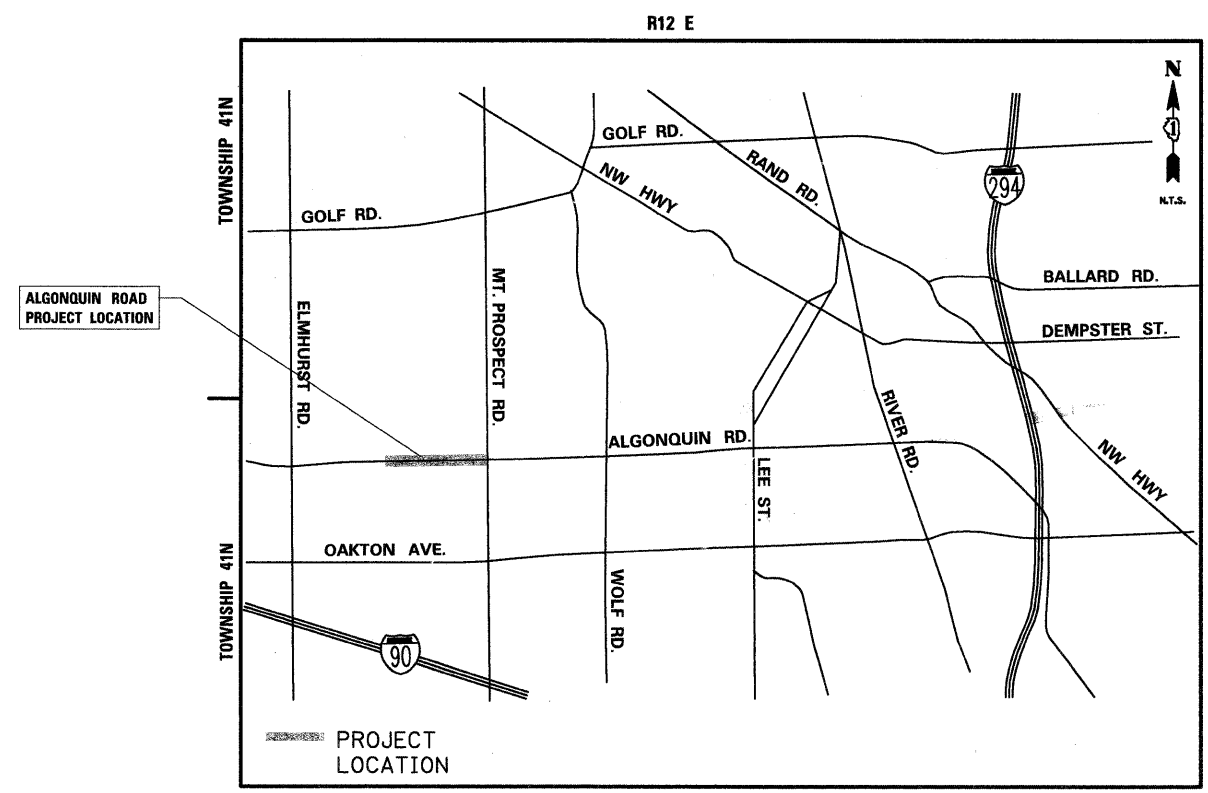 R12 E
TOWNSHIP 41N
N
1
N.T.S.
GOLF RD.
RAND RD.
NW HWY
294
GOLF RD.
BALLARD RD.
MT. PROSPECT RD.
ALGONQUIN ROAD
PROJECT LOCATION
ELMHURST RD.
DEMPSTER ST.
RIVER RD.
ALGONQUIN RD.
NW HWY
LEE ST.
OAKTON AVE.
TOWNSHIP 41N
WOLF RD.
90
PROJECT
LOCATION